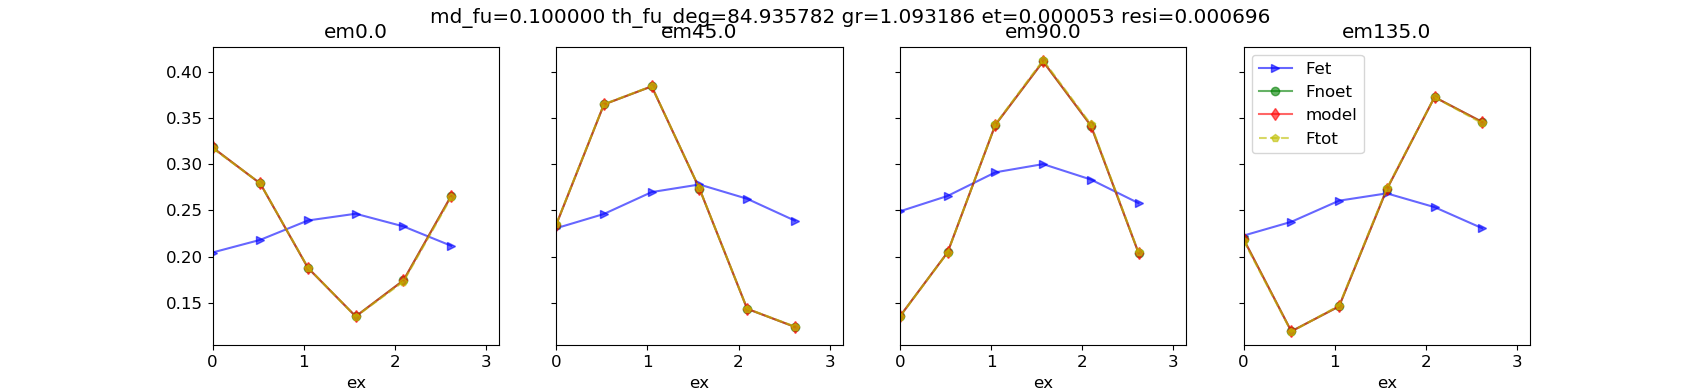 md_fu=0.100000 th_fu_deg=84.935782 gr=1.093186 et=0.000053 resi=0.000696
em0.0 em45.0 em90.0 em135.0
0.40
0.35
0.30
0.25
0.20
0.15
Fet
Fnoet
model
Ftot
0 1 2 3 0 1 2 3 0 1 2 3 0 1 2 3
ex ex ex ex